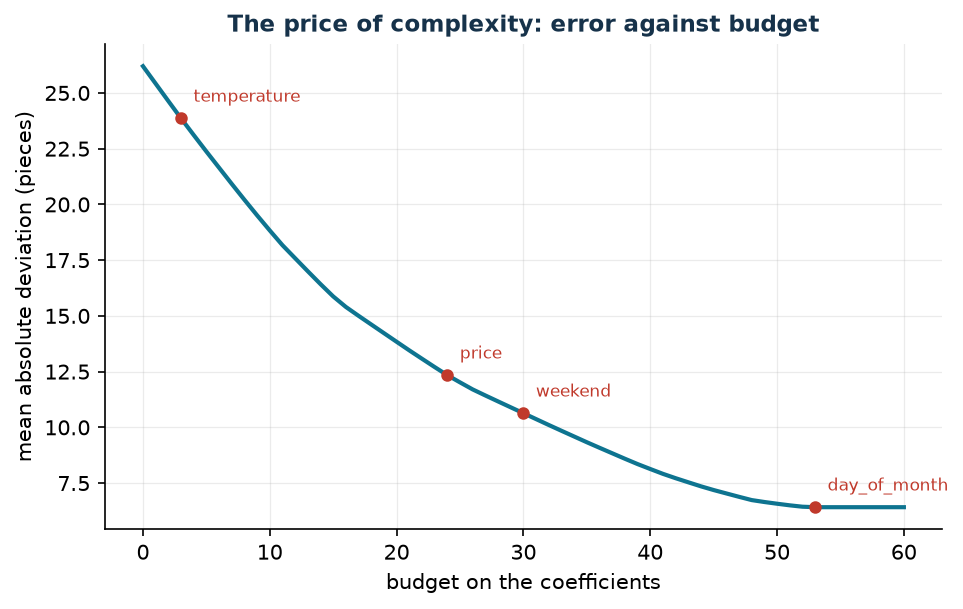 The price of complexity: error against budget
mean absolute deviation (pieces)
25.0
22.5
20.0
17.5
15.0
12.5
10.0
7.5
temperature
price
weekend
day_of_month
0 10 20 30 40 50 60
budget on the coefficients